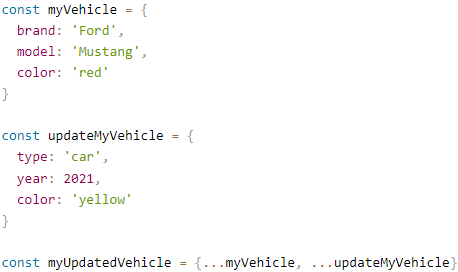 const myVehicle = {
  brand: 'Ford',
  model: 'Mustang',
  color: 'red'
}

const updateMyVehicle = {
  type: 'car',
  year: 2021,
  color: 'yellow'
}

const myUpdatedVehicle = {...myVehicle, ...updateMyVehicle}